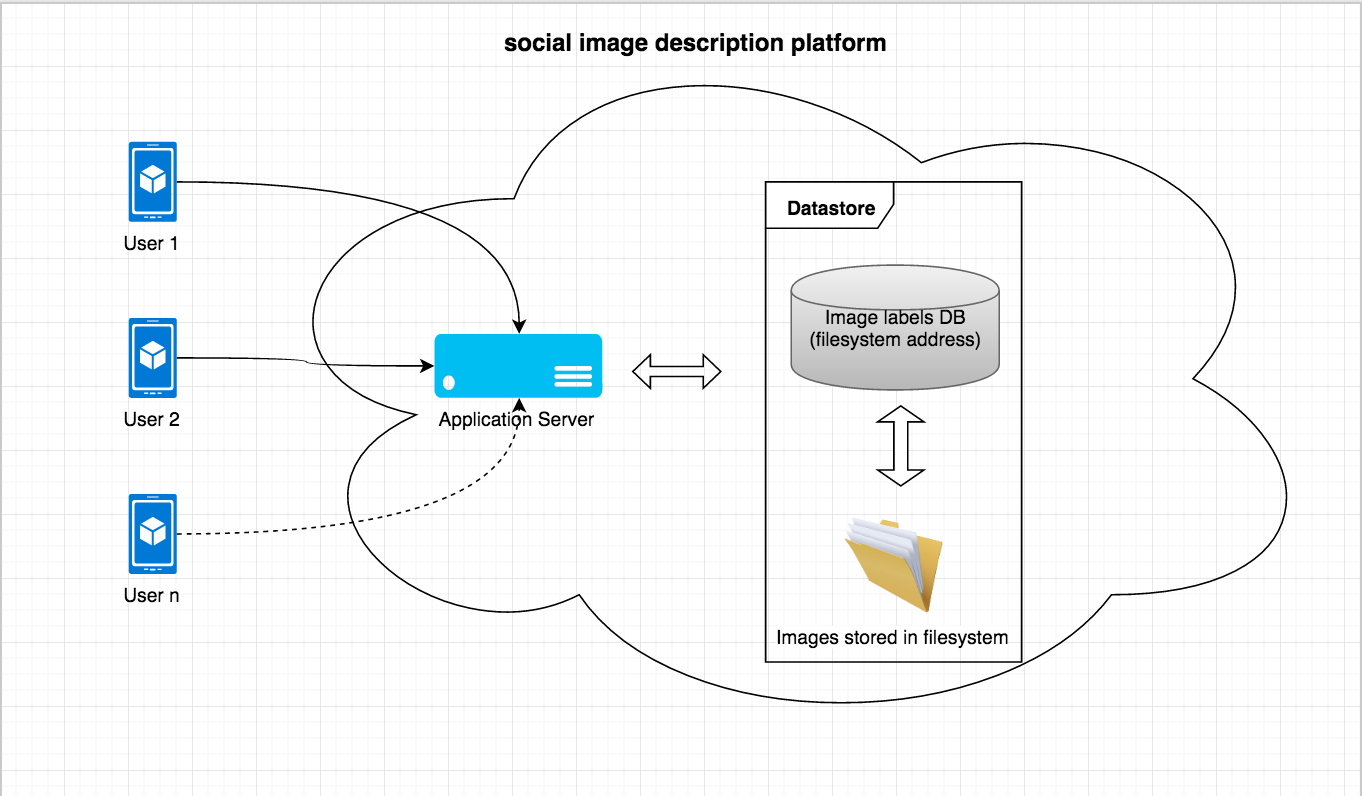 social image description platform
User 1
Datastore
Image labels DB
(filesystem address)
User 2
Application Server
User n
Images stored in filesystem